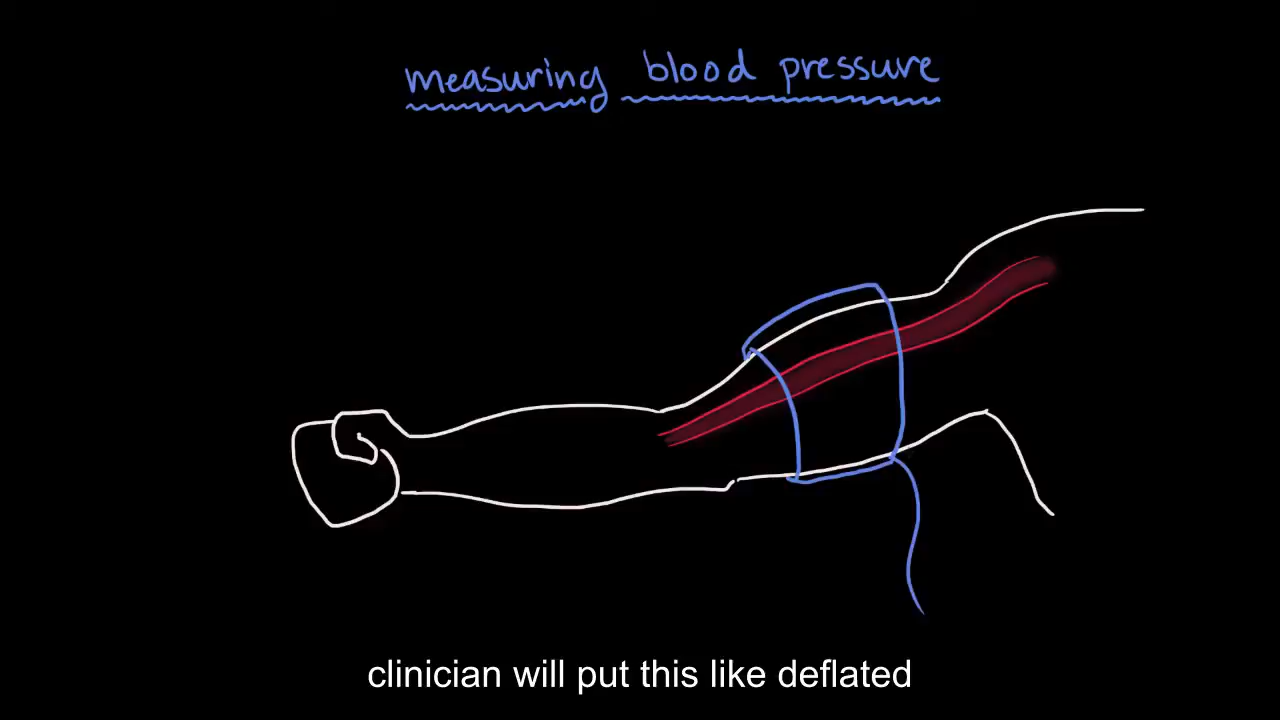 measuring blood pressure
clinician will put this like deflated